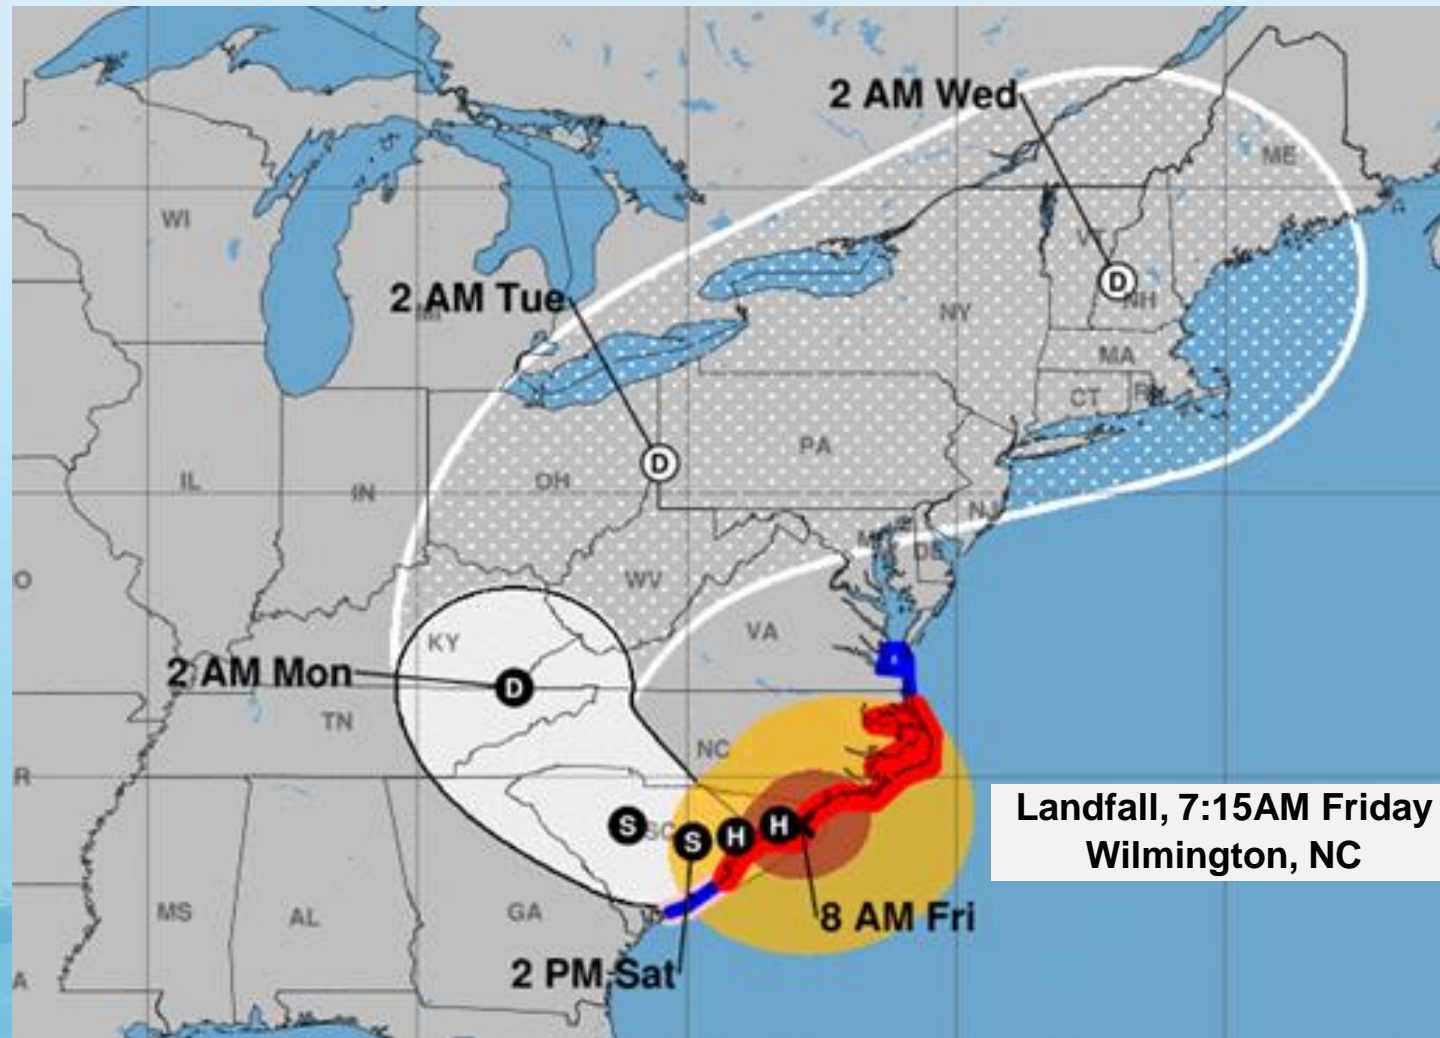 2 AM Wed
ME
WI
VT
D
2 AM Tue
NH
NY
MA
CT
D
PA
OH
IL
IN
NJ
DE
WV
O
VA
KY
2 AM Mon
D
TN
NC
R
Landfall, 7:15AM Friday
Wilmington, NC
S
SC
S
H
H
MS
AL
GA
8 AM Fri
2 PM Sat
A